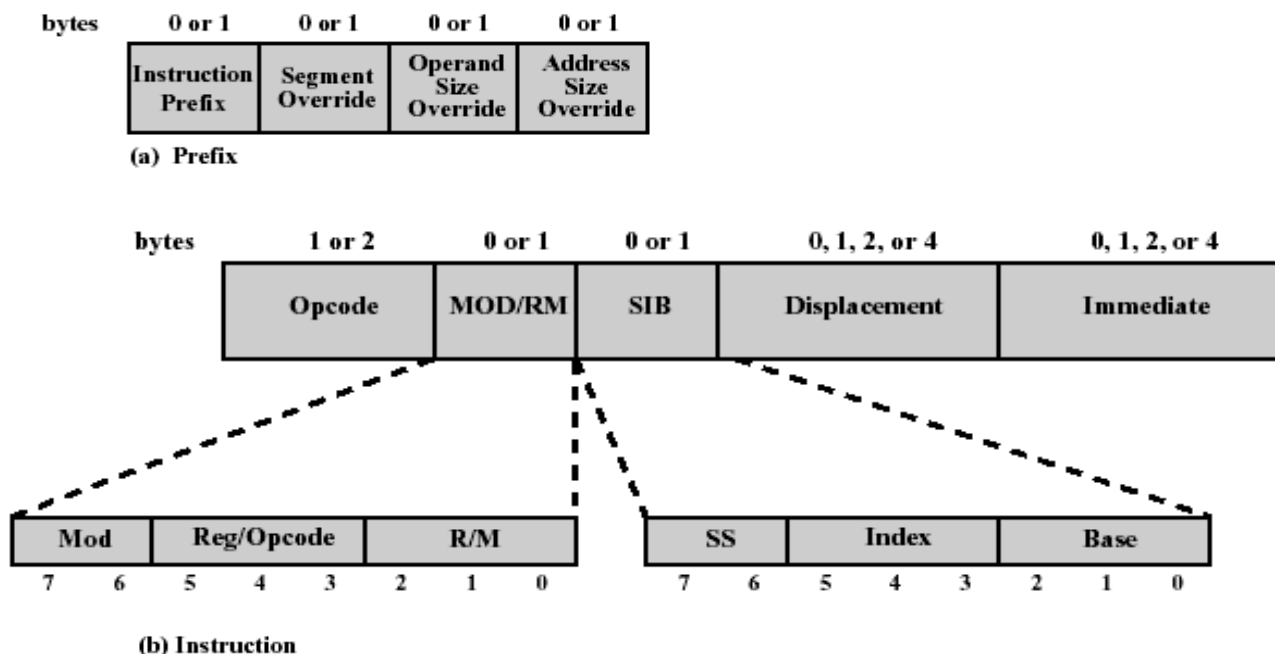 bytes 0 or 1 0 or 1 0 or 1 0 or 1
Instruction Prefix
Segment Override
Operand Size Override
Address Size Override
(a) Prefix
bytes 1 or 2 0 or 1 0 or 1 0, 1, 2, or 4 0, 1, 2, or 4
Opcode MOD/RM SIB Displacement Immediate
Mod Reg/Opcode R/M SS Index Base
7 6 5 4 3 2 1 0 7 6 5 4 3 2 1 0
(b) Instruction